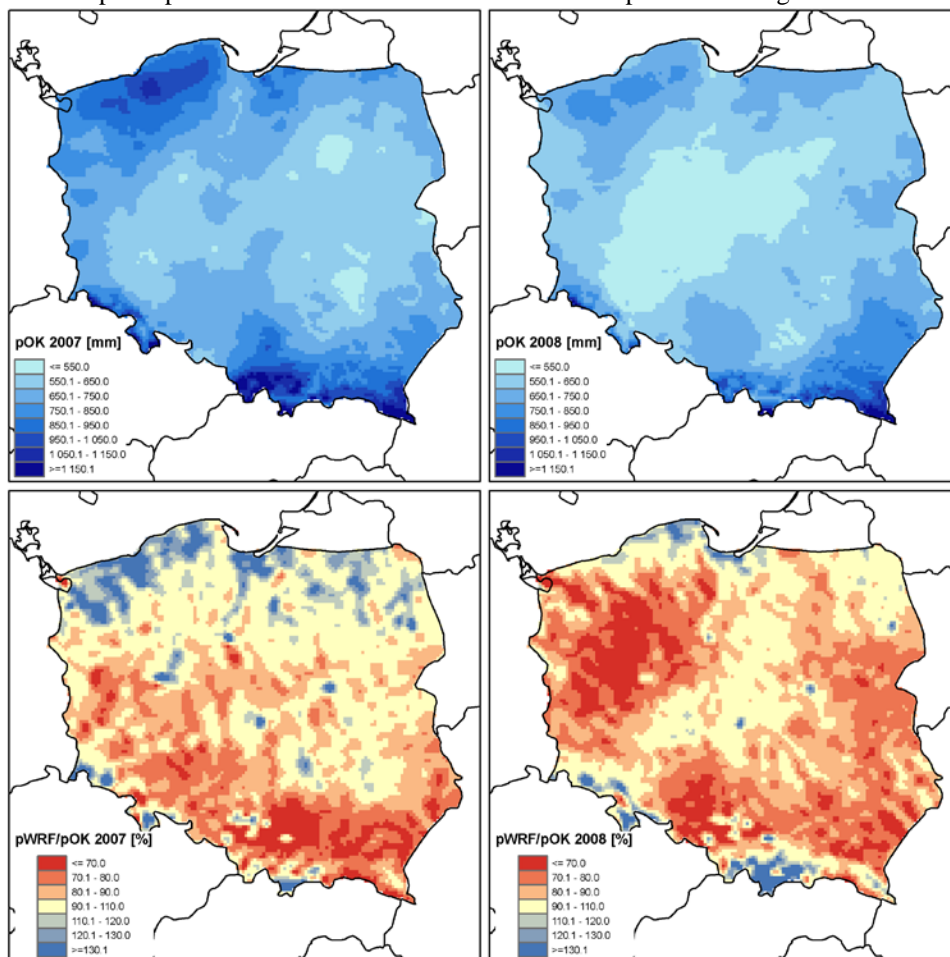 pOK 2007 [mm]
<= 550.0
550.1 - 650.0
650.1 - 750.0
750.1 - 850.0
850.1 - 950.0
950.1 - 1 050.0
1 050.1 - 1 150.0
>=1 150.1
pOK 2008 [mm]
<= 550.0
550.1 - 650.0
650.1 - 750.0
750.1 - 850.0
850.1 - 950.0
950.1 - 1 050.0
1 050.1 - 1 150.0
>=1 150.1
pWRF/pOK 2007 [%]
<= 70.0
70.1 - 80.0
80.1 - 90.0
90.1 - 110.0
110.1 - 120.0
120.1 - 130.0
>=130.1
pWRF/pOK 2008 [%]
<= 70.0
70.1 - 80.0
80.1 - 90.0
90.1 - 110.0
110.1 - 120.0
120.1 - 130.0
>=130.1